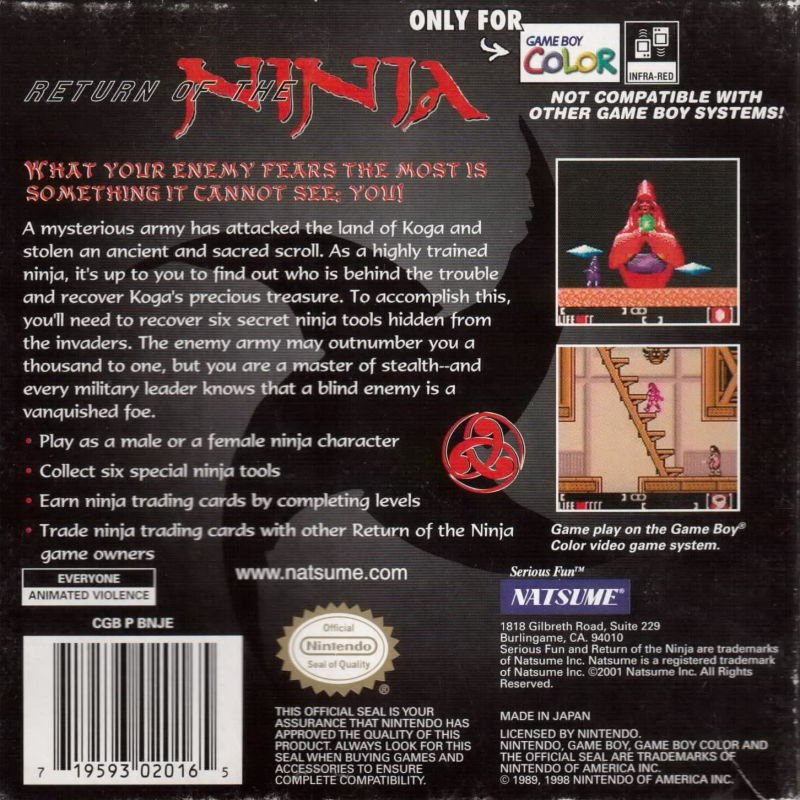 ONLY FOR
GAME BOY
COLOR
INFRA-RED
RETURN OF THE
NINJA
NOT COMPATIBLE WITH
OTHER GAME BOY SYSTEMS!
WHAT YOUR ENEMY FEARS THE MOST IS
SOMETHING IT CANNOT SEE; YOU!
A mysterious army has attacked the land of Koga and
stolen an ancient and sacred scroll. As a highly trained
ninja, it's up to you to find out who is behind the trouble
and recover Koga's precious treasure. To accomplish this,
you'll need to recover six secret ninja tools hidden from
the invaders. The enemy army may outnumber you a
thousand to one, but you are a master of stealth--and
every military leader knows that a blind enemy is a
vanquished foe.
• Play as a male or a female ninja character
• Collect six special ninja tools
• Earn ninja trading cards by completing levels
• Trade ninja trading cards with other Return of the Ninja
game owners
LIFE
LIFE
Game play on the Game Boy®
Color video game system.
EVERYONE
ANIMATED VIOLENCE
CGB P BNJE
www.natsume.com
Serious Fun™
NATSUME®
1818 Gilbreth Road, Suite 229
Burlingame, CA. 94010
Serious Fun and Return of the Ninja are trademarks
of Natsume Inc. Natsume is a registered trademark
of Natsume Inc. ©2001 Natsume Inc. All Rights
Reserved.
Official
Nintendo
Seal of Quality
®
THIS OFFICIAL SEAL IS YOUR
ASSURANCE THAT NINTENDO HAS
APPROVED THE QUALITY OF THIS
PRODUCT. ALWAYS LOOK FOR THIS
SEAL WHEN BUYING GAMES AND
ACCESSORIES TO ENSURE
COMPLETE COMPATIBILITY.
MADE IN JAPAN
LICENSED BY NINTENDO.
NINTENDO, GAME BOY, GAME BOY COLOR AND
THE OFFICIAL SEAL ARE TRADEMARKS OF
NINTENDO OF AMERICA INC.
© 1989, 1998 NINTENDO OF AMERICA INC.
7 19593 02016 5